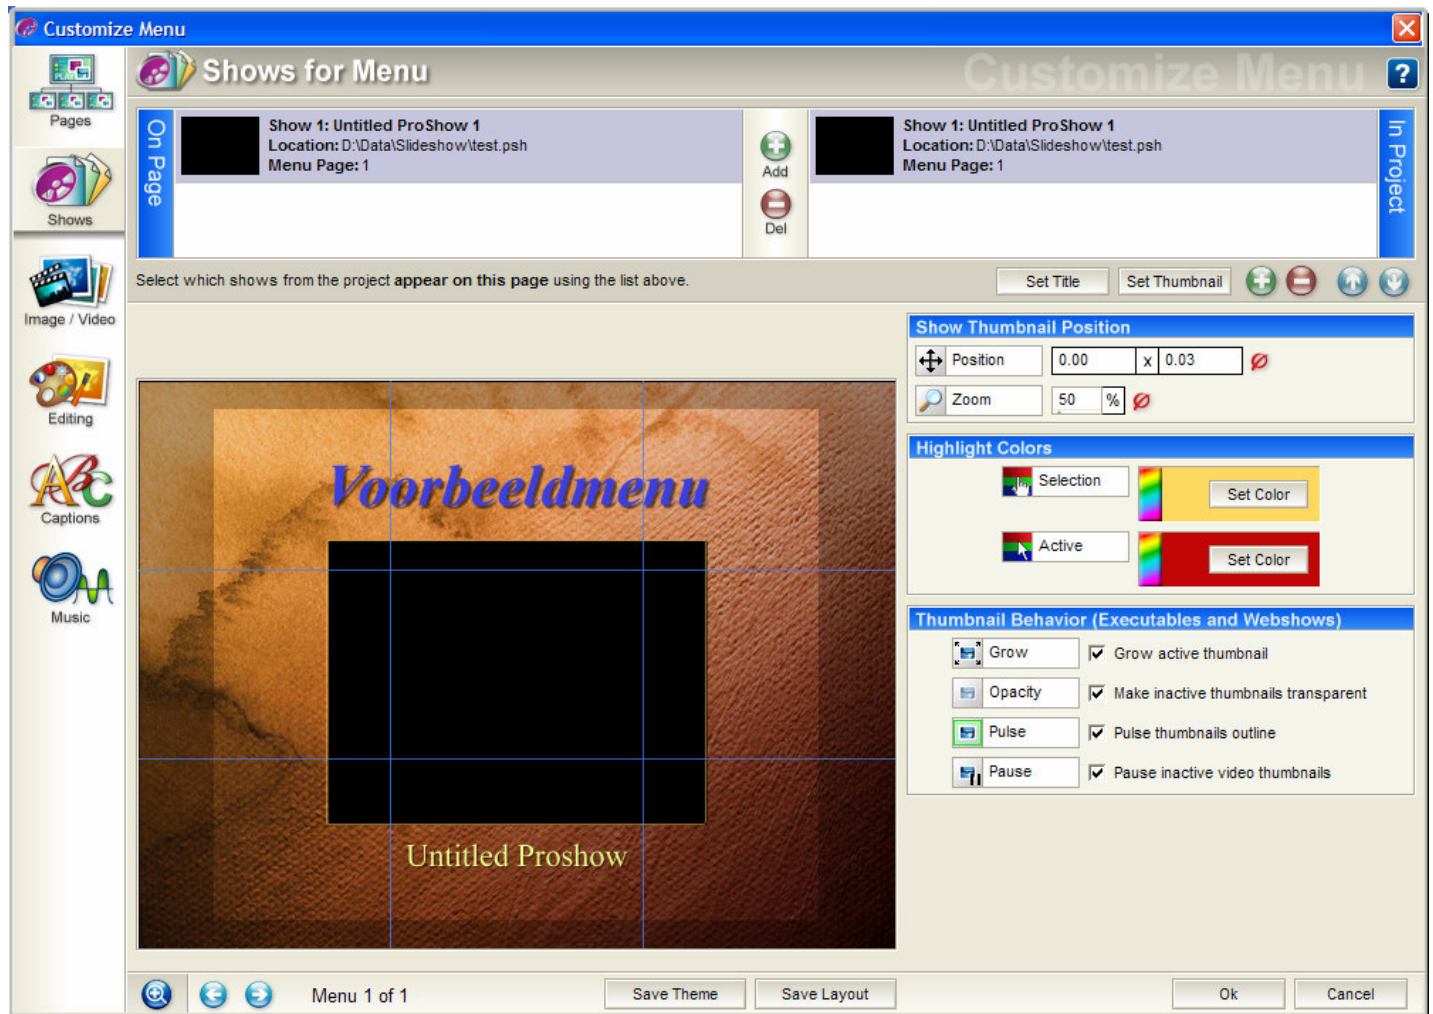 Customize Menu
Shows for Menu
Customize Menu
?
Pages
Shows
Image / Video
Editing
ABC
Captions
Music
On Page
Show 1: Untitled ProShow 1
Location: D:\Data\Slideshow\test.psh
Menu Page: 1
Add
Del
Show 1: Untitled ProShow 1
Location: D:\Data\Slideshow\test.psh
Menu Page: 1
In Project
Select which shows from the project appear on this page using the list above.
Set Title
Set Thumbnail
Show Thumbnail Position
Position 0.00 x 0.03
Zoom 50 %
Highlight Colors
Selection Set Color
Active Set Color
Thumbnail Behavior (Executables and Webshows)
Grow Grow active thumbnail
Opacity Make inactive thumbnails transparent
Pulse Pulse thumbnails outline
Pause Pause inactive video thumbnails
Voorbeeldmenu
Untitled Proshow
Menu 1 of 1
Save Theme
Save Layout
Ok
Cancel